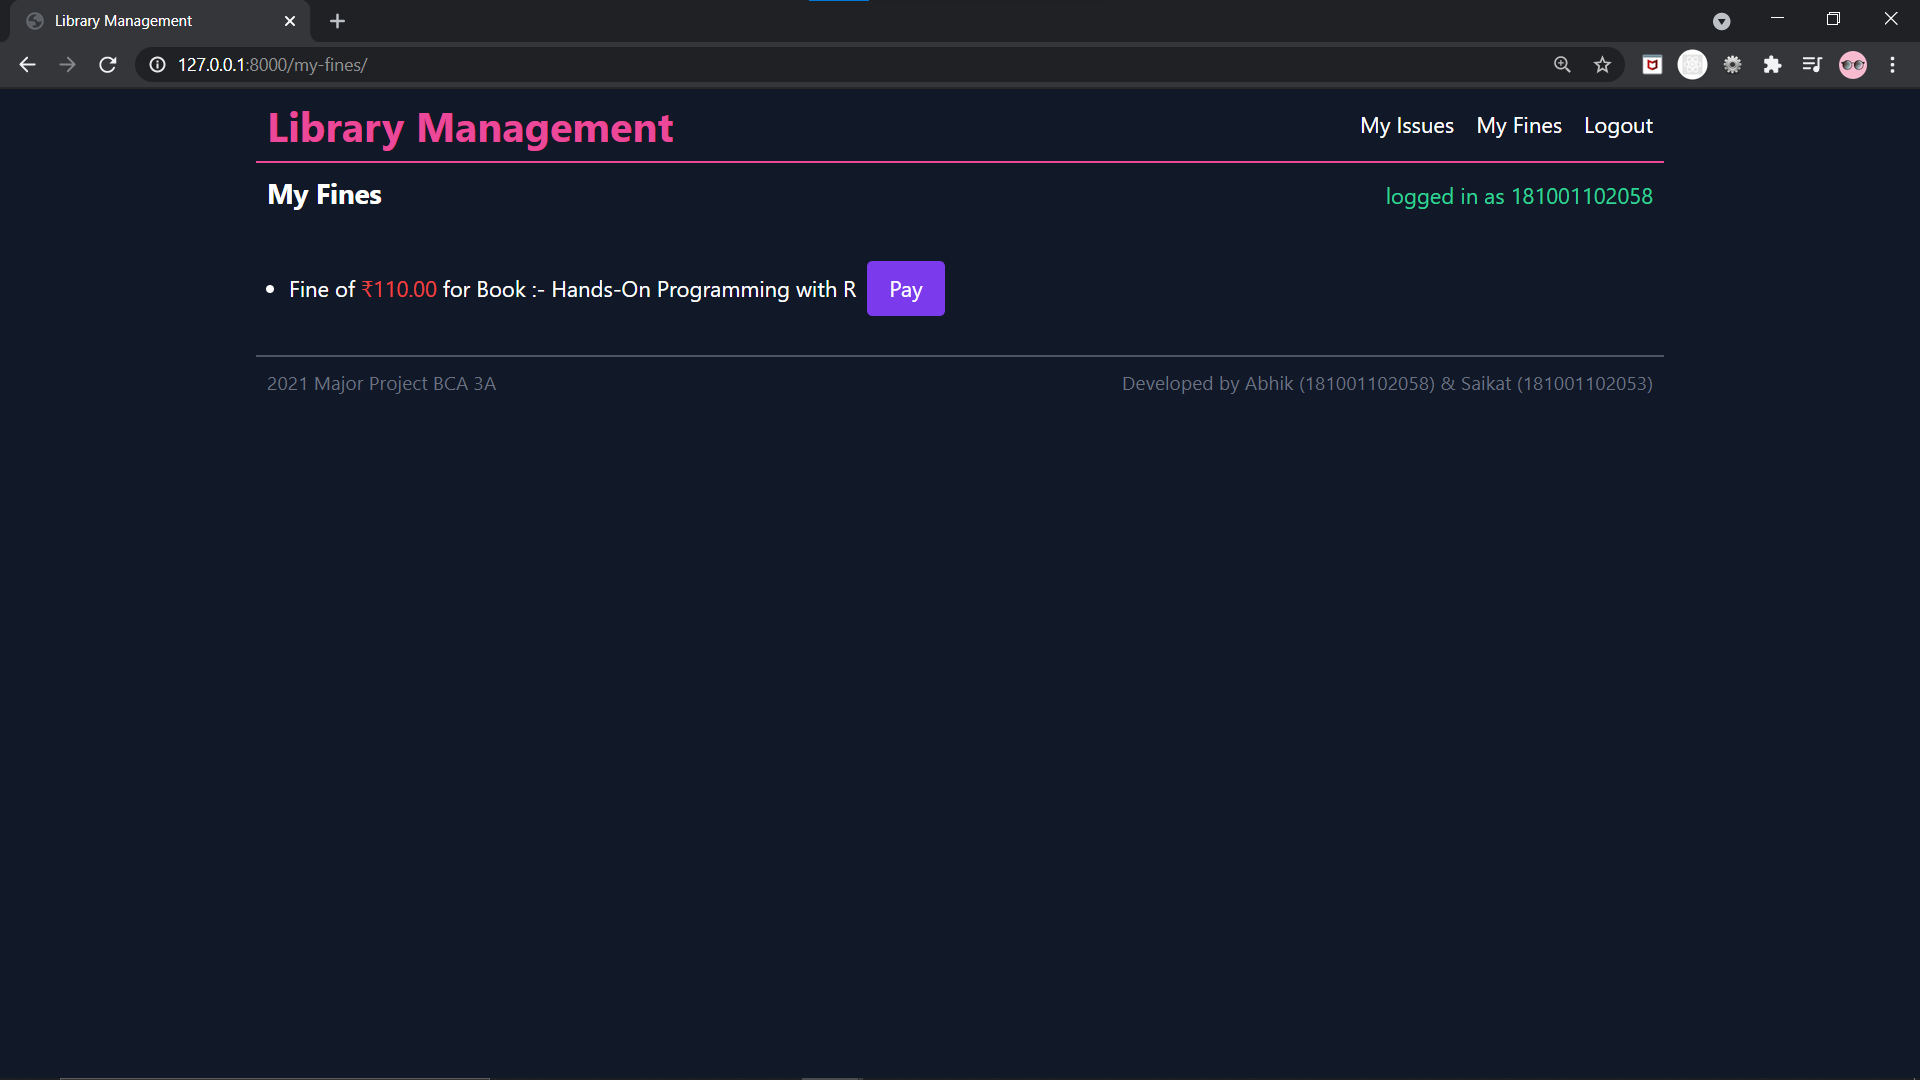 Library Management
127.0.0.1:8000/my-fines/
Library Management
My Issues My Fines Logout
My Fines
logged in as 181001102058
Fine of ₹110.00 for Book :- Hands-On Programming with R Pay
2021 Major Project BCA 3A
Developed by Abhik (181001102058) & Saikat (181001102053)